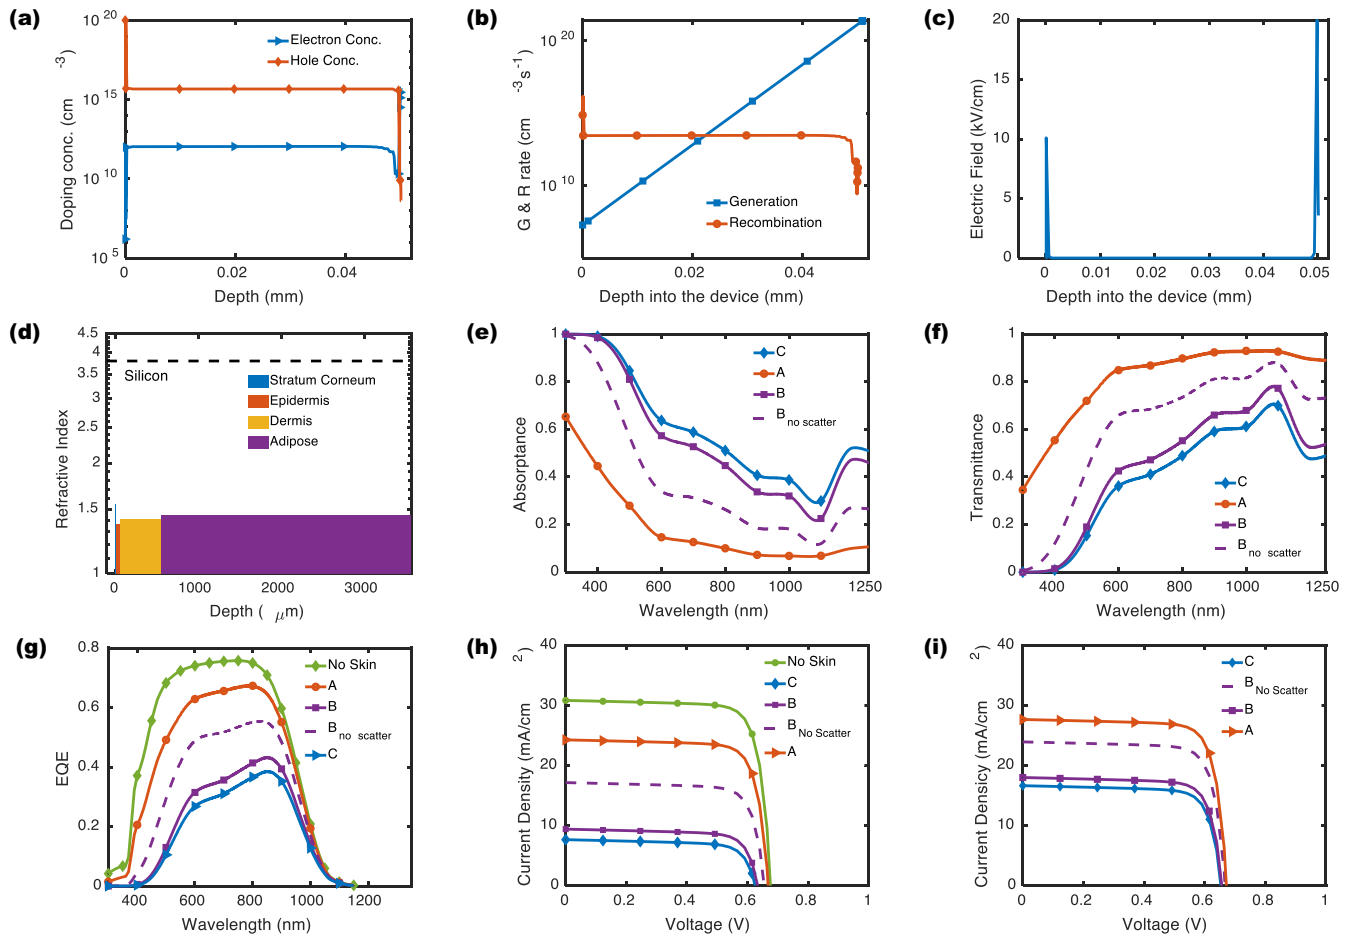 (a)
10 20
10 15
10 10
10 5
Doping conc. (cm -3)
Electron Conc.
Hole Conc.
0
0.02
0.04
Depth (mm)
(b)
10 20
10 10
G & R rate (cm -3 s -1)
Generation
Recombination
0
0.02
0.04
Depth into the device (mm)
(c)
20
15
10
5
0
Electric Field (kV/cm)
0
0.01
0.02
0.03
0.04
0.05
Depth into the device (mm)
(d)
4.5
4
3.5
3
2.5
2
1.5
1
Refractive Index
Silicon
Stratum Corneum
Epidermis
Dermis
Adipose
0
1000
2000
3000
Depth ( μm)
(e)
1
0.8
0.6
0.4
0.2
0
Absorptance
C
A
B
B no scatter
400
600
800
1000
1250
Wavelength (nm)
(f)
1
0.8
0.6
0.4
0.2
0
Transmittance
C
A
B
B no scatter
400
600
800
1000
1250
Wavelength (nm)
(g)
0.8
0.6
0.4
0.2
0
EQE
No Skin
A
B
B no scatter
C
400
600
800
1000
1200
Wavelength (nm)
(h)
40
30
20
10
0
Current Density (mA/cm 2)
No Skin
C
B
B No Scatter
A
0
0.2
0.4
0.6
0.8
1
Voltage (V)
(i)
40
30
20
10
0
Current Densicy (mA/cm 2)
C
B No Scatter
B
A
0
0.2
0.4
0.6
0.8
1
Voltage (V)